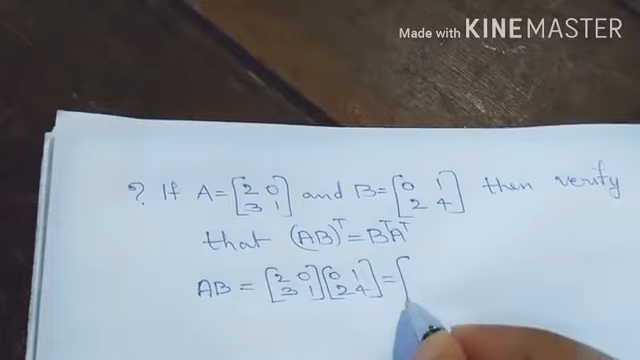 Made with KINEMASTER
? If A = [2 0 3 1] and B = [0 1 2 4] then verify
that (AB)ᵀ = BᵀAᵀ
AB = [2 0 3 1] [0 1 2 4] = [